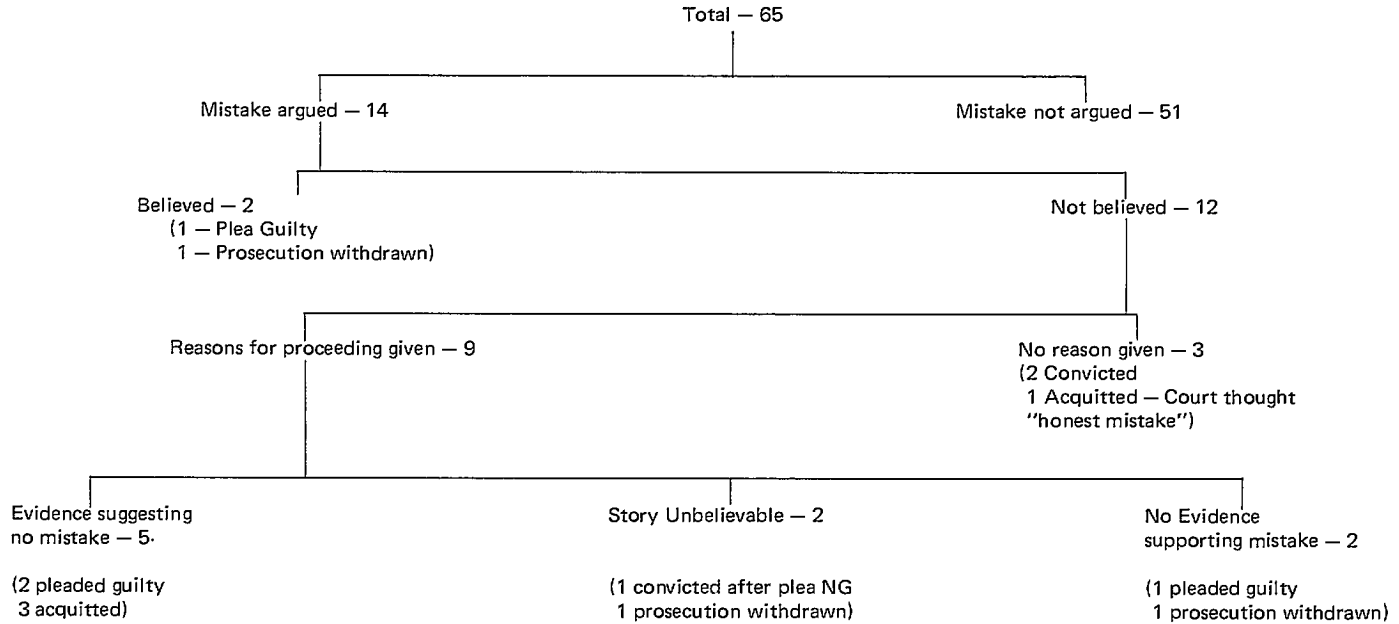 Total — 65
Mistake argued — 14
Mistake not argued — 51
Believed — 2
(1 — Plea Guilty
1 — Prosecution withdrawn)
Not believed — 12
Reasons for proceeding given — 9
No reason given — 3
(2 Convicted
1 Acquitted — Court thought
"honest mistake")
Evidence suggesting
no mistake — 5.
(2 pleaded guilty
3 acquitted)
Story Unbelievable — 2
(1 convicted after plea NG
1 prosecution withdrawn)
No Evidence
supporting mistake — 2
(1 pleaded guilty
1 prosecution withdrawn)